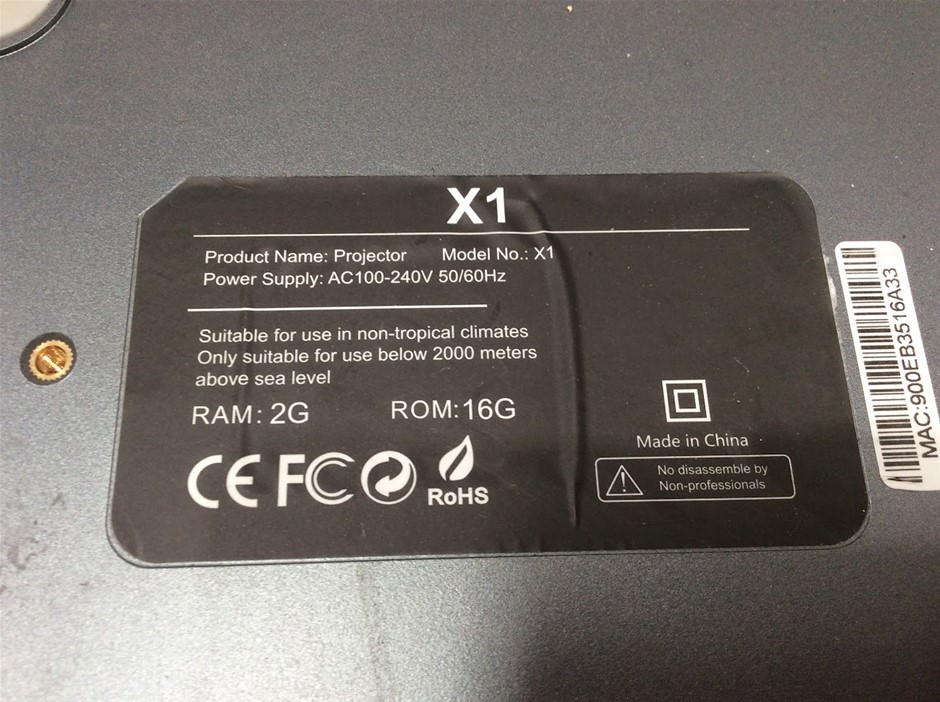 X1
Product Name: Projector Model No.: X1
Power Supply: AC100-240V 50/60Hz
Suitable for use in non-tropical climates
Only suitable for use below 2000 meters
above sea level
RAM: 2G ROM:16G
CE FC RoHS
Made in China
No disassemble by
Non-professionals
MAC:900EB3516A33